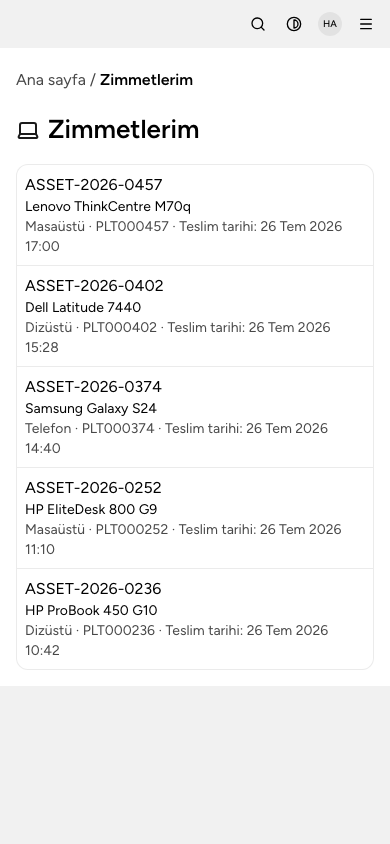 HA
Ana sayfa / Zimmetlerim
Zimmetlerim
ASSET-2026-0457
Lenovo ThinkCentre M70q
Masaüstü · PLT000457 · Teslim tarihi: 26 Tem 2026
17:00
ASSET-2026-0402
Dell Latitude 7440
Dizüstü · PLT000402 · Teslim tarihi: 26 Tem 2026
15:28
ASSET-2026-0374
Samsung Galaxy S24
Telefon · PLT000374 · Teslim tarihi: 26 Tem 2026
14:40
ASSET-2026-0252
HP EliteDesk 800 G9
Masaüstü · PLT000252 · Teslim tarihi: 26 Tem 2026
11:10
ASSET-2026-0236
HP ProBook 450 G10
Dizüstü · PLT000236 · Teslim tarihi: 26 Tem 2026
10:42